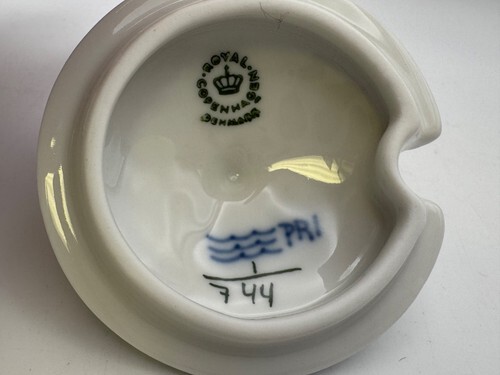 ROYAL COPENHAGEN
DENMARK
PRI
1
744